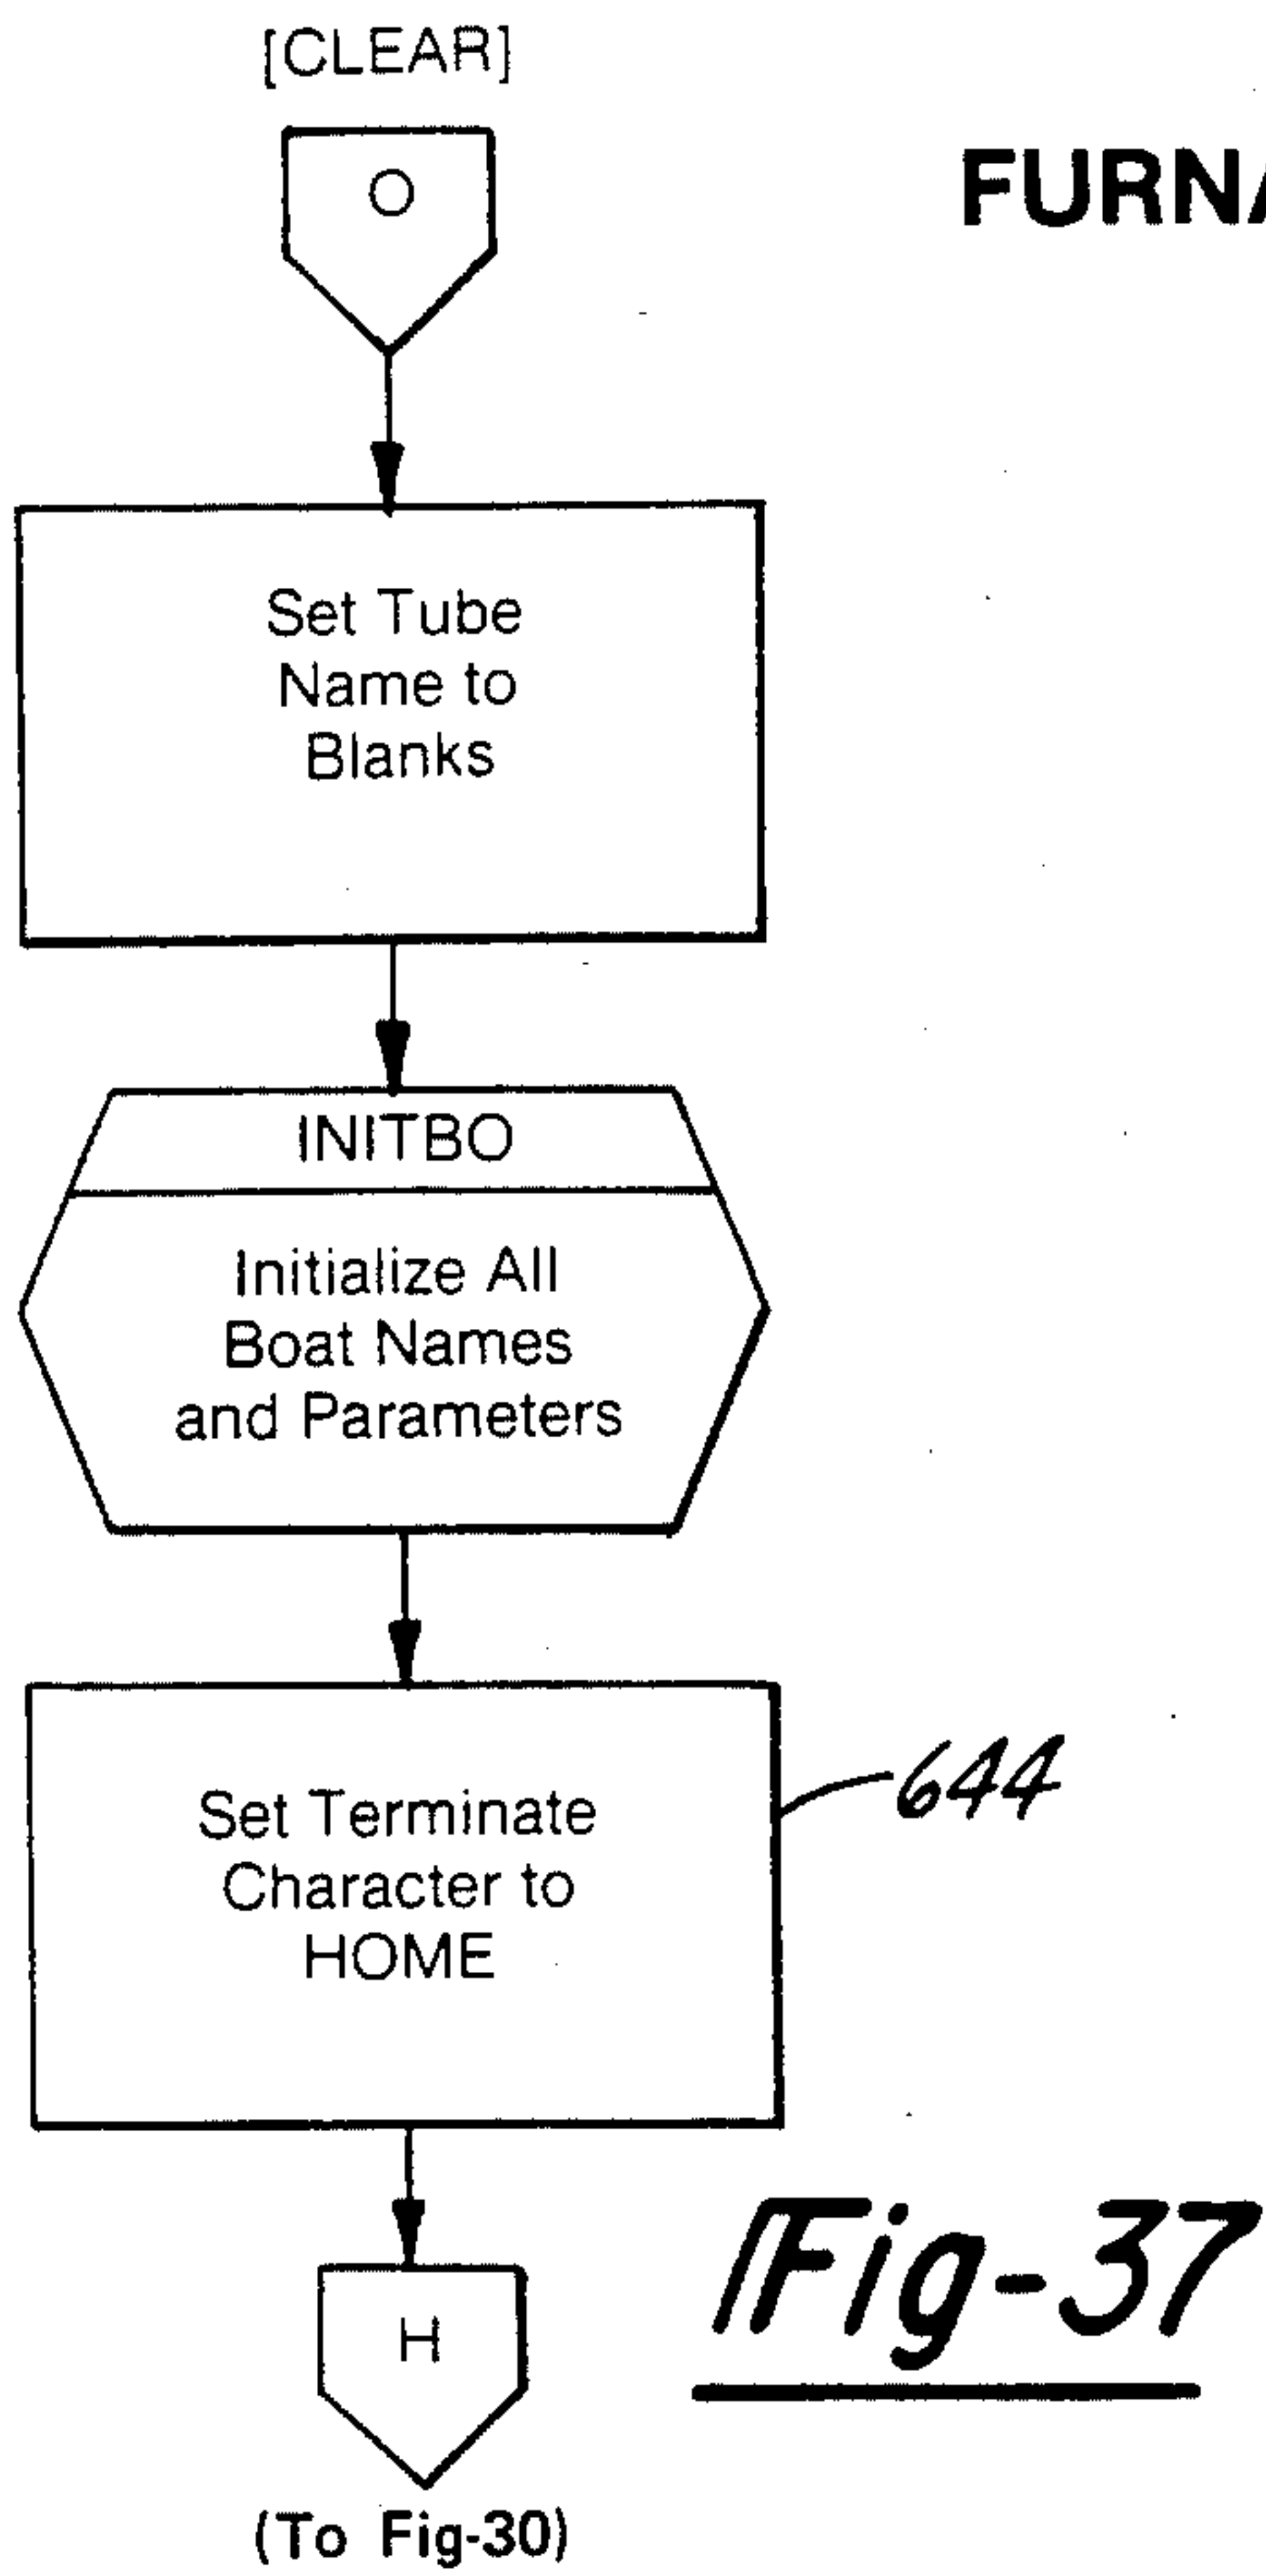 [CLEAR]
O
FURNA
Set Tube
Name to
Blanks
INITBO
Initialize All
Boat Names
and Parameters
Set Terminate
Character to
HOME
644
H
Fig-37
(To Fig-30)